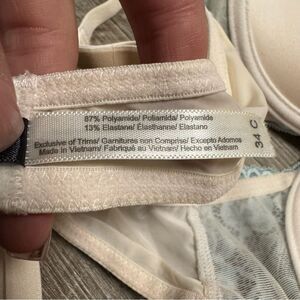 87% Polyamide/ Poliamida/ Polyamide
13% Elastane/ Élasthanne/ Elastano
Exclusive of Trims/ Garnitures non Comprise/ Excepto Adornos
Made in Vietnam/ Fabriqué au Vietnam/ Hecho en Vietnam
34 C